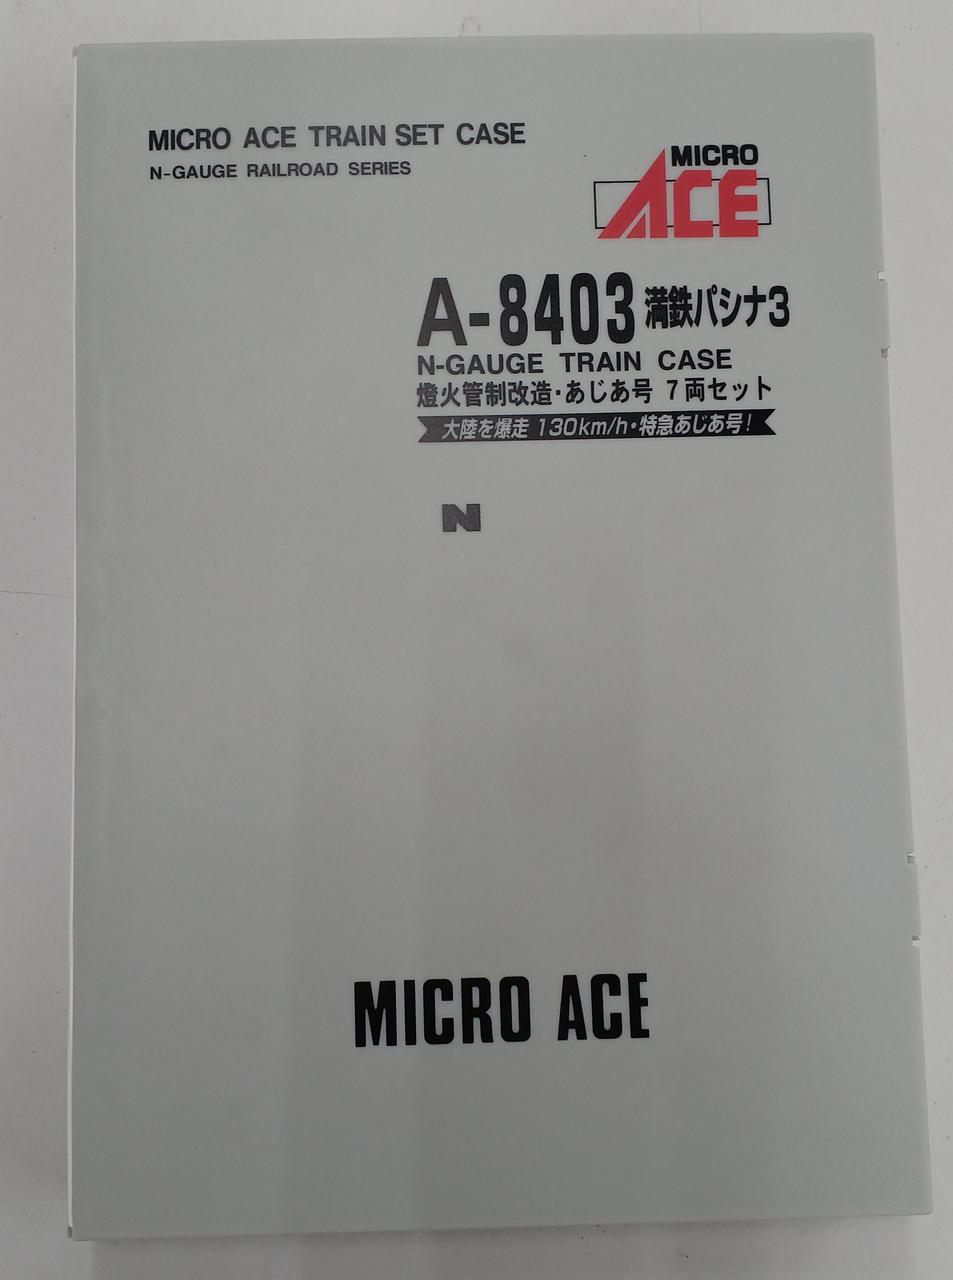 MICRO ACE TRAIN SET CASE
N-GAUGE RAILROAD SERIES
MICRO
ACE
A-8403 満鉄パシナ3
N-GAUGE TRAIN CASE
燈火管制改造・あじあ号 7両セット
大陸を爆走 130km/h・特急あじあ号!
N
MICRO ACE